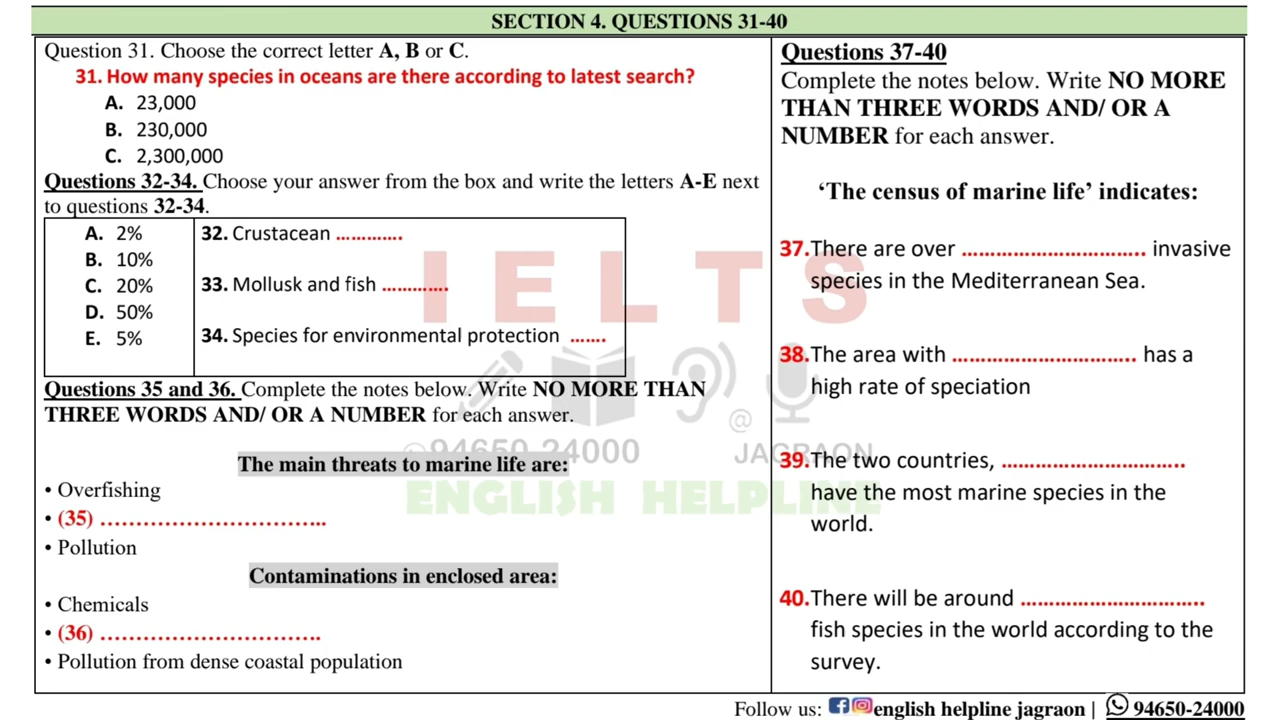 SECTION 4. QUESTIONS 31-40
Question 31. Choose the correct letter A, B or C.
31. How many species in oceans are there according to latest search?
A. 23,000
B. 230,000
C. 2,300,000
Questions 32-34. Choose your answer from the box and write the letters A-E next
to questions 32-34.
A. 2%
B. 10%
C. 20%
D. 50%
E. 5%
32. Crustacean .............
33. Mollusk and fish .............
34. Species for environmental protection .......
Questions 35 and 36. Complete the notes below. Write NO MORE THAN
THREE WORDS AND/ OR A NUMBER for each answer.
The main threats to marine life are:
• Overfishing
• (35) ................................
• Pollution
Contaminations in enclosed area:
• Chemicals
• (36) ...............................
• Pollution from dense coastal population
Questions 37-40
Complete the notes below. Write NO MORE
THAN THREE WORDS AND/ OR A
NUMBER for each answer.
‘The census of marine life’ indicates:
37.There are over .................................... invasive
species in the Mediterranean Sea.
38.The area with .................................... has a
high rate of speciation
39.The two countries, ....................................
have the most marine species in the
world.
40.There will be around ....................................
fish species in the world according to the
survey.
IELTS
@
94650-24000 JAGRAON
ENGLISH HELPLINE
Follow us: english helpline jagraon | 94650-24000